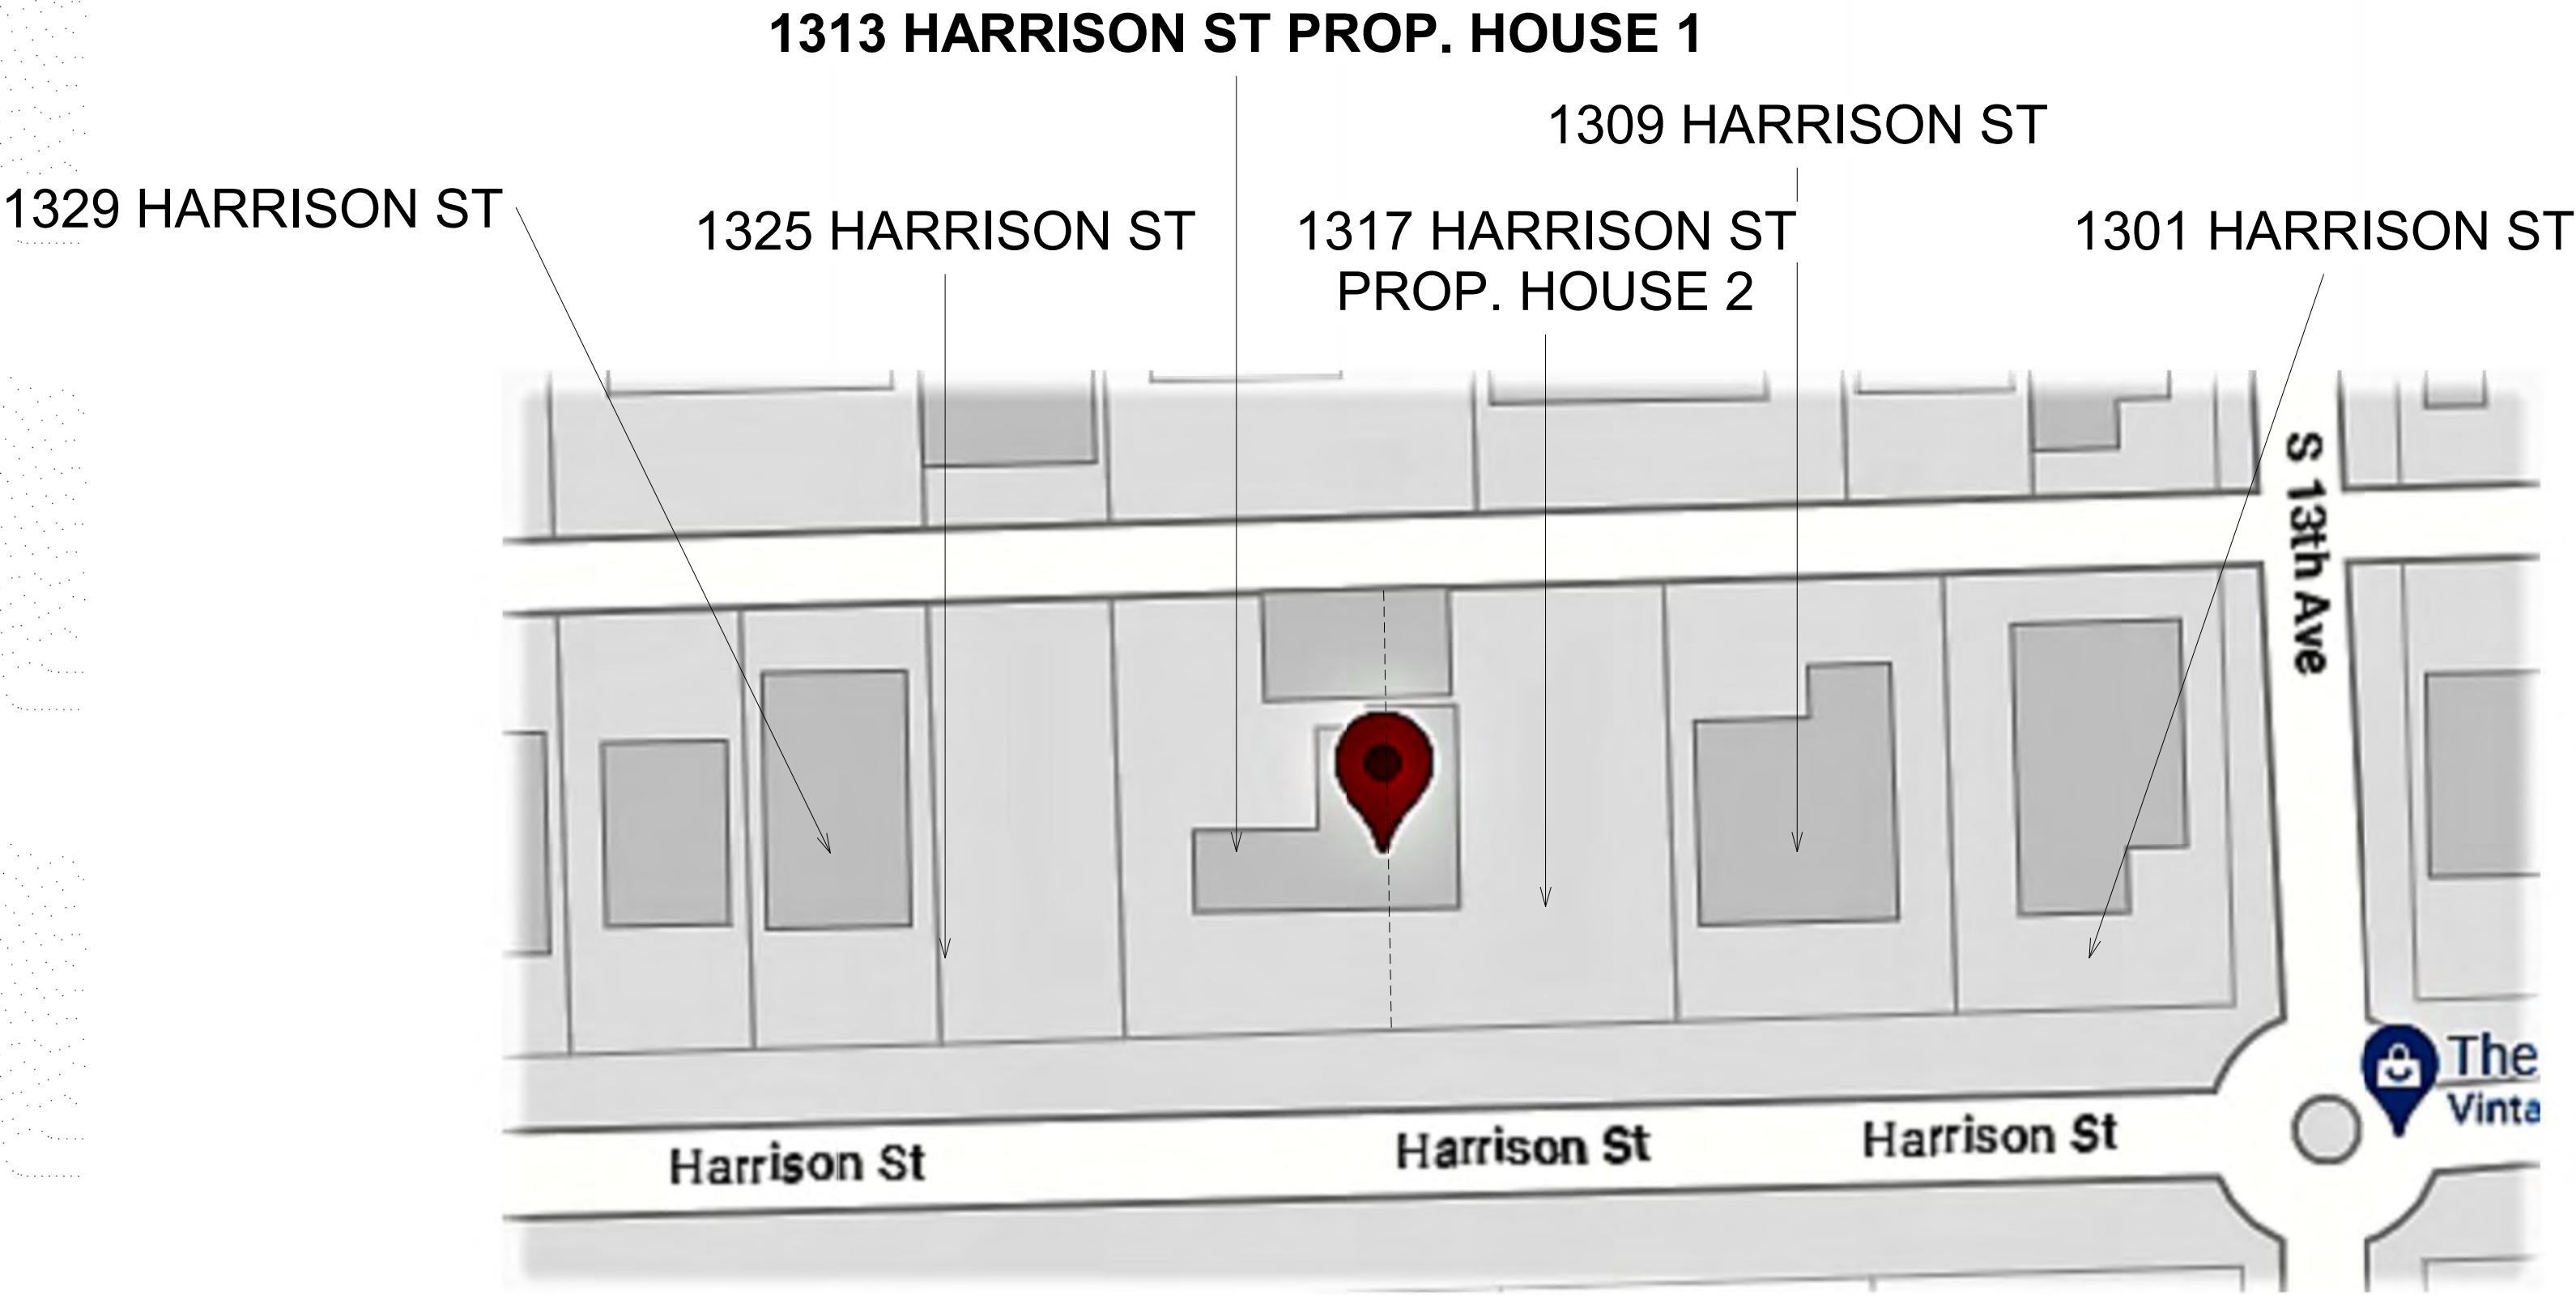 1313 HARRISON ST PROP. HOUSE 1
1309 HARRISON ST
1329 HARRISON ST
1325 HARRISON ST
1317 HARRISON ST
PROP. HOUSE 2
1301 HARRISON ST
S 13th Ave
The
Vinta
Harrison St
Harrison St
Harrison St